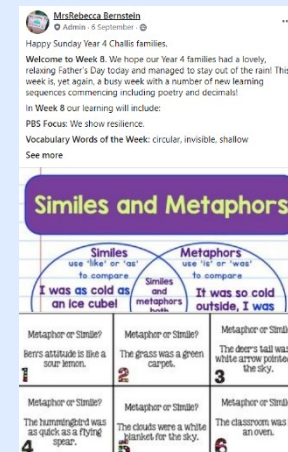 MrsRebecca Bernstein
Admin · 6 September ·
Happy Sunday Year 4 Challis families.
Welcome to Week 8. We hope our Year 4 families had a lovely,
relaxing Father's Day today and managed to stay out of the rain! This
week is, yet again, a busy week with a number of new learning
sequences commencing including poetry and decimals!
In Week 8 our learning will include:
PBS Focus: We show resilience.
Vocabulary Words of the Week: circular, invisible, shallow
See more
Similes and Metaphors
Similes
use 'like' or 'as'
to compare
I was as cold as
an ice cube!
Similes
and
metaphors
both
Metaphors
use 'is' or 'was'
to compare
It was so cold
outside, I was
Metaphor or Simile?
Ben's attitude is like a
sour lemon.
1
Metaphor or Simile?
The grass was a green
carpet.
2
Metaphor or Simil
The deer's tail was
white arrow pointe
the sky.
3
Metaphor or Simile?
The hummingbird was
as quick as a flying
spear.
4
Metaphor or Simile?
The clouds were a white
blanket for the sky.
5
Metaphor or Simil
The classroom was
an oven.
6